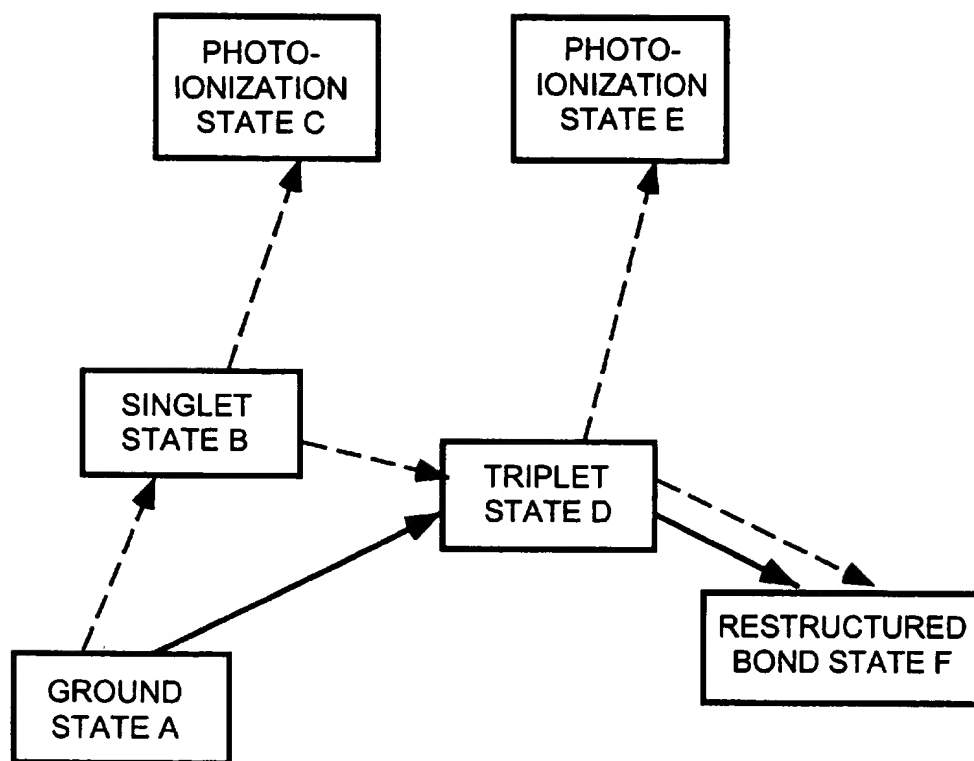 PHOTO-
IONIZATION
STATE C
PHOTO-
IONIZATION
STATE E
SINGLET
STATE B
TRIPLET
STATE D
RESTRUCTURED
BOND STATE F
GROUND
STATE A